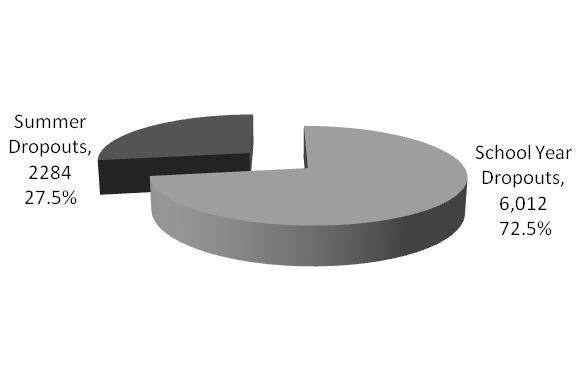 Summer
Dropouts,
2284
27.5%
School Year
Dropouts,
6,012
72.5%